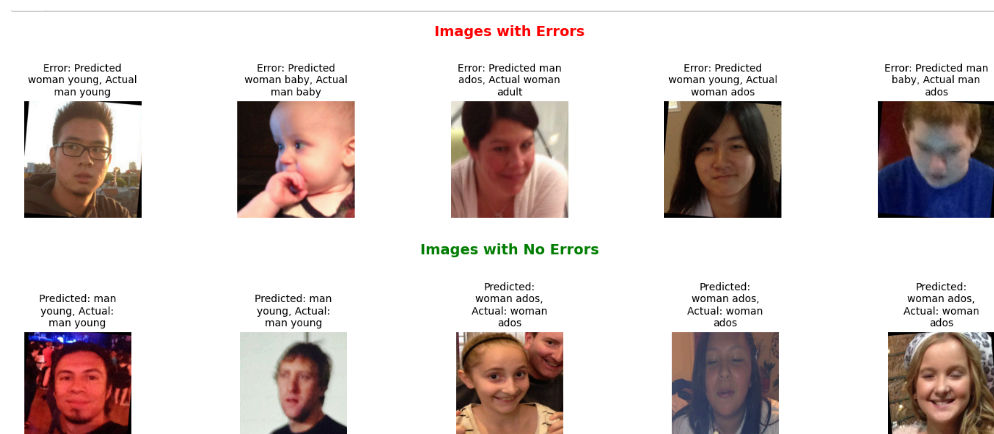 Images with Errors
Error: Predicted
woman young, Actual
man young
Error: Predicted
woman baby, Actual
man baby
Error: Predicted man
ados, Actual woman
adult
Error: Predicted
woman young, Actual
woman ados
Error: Predicted man
baby, Actual man
ados
Images with No Errors
Predicted: man
young, Actual:
man young
Predicted: man
young, Actual:
man young
Predicted:
woman ados,
Actual: woman
ados
Predicted:
woman ados,
Actual: woman
ados
Predicted:
woman ados,
Actual: woman
ados